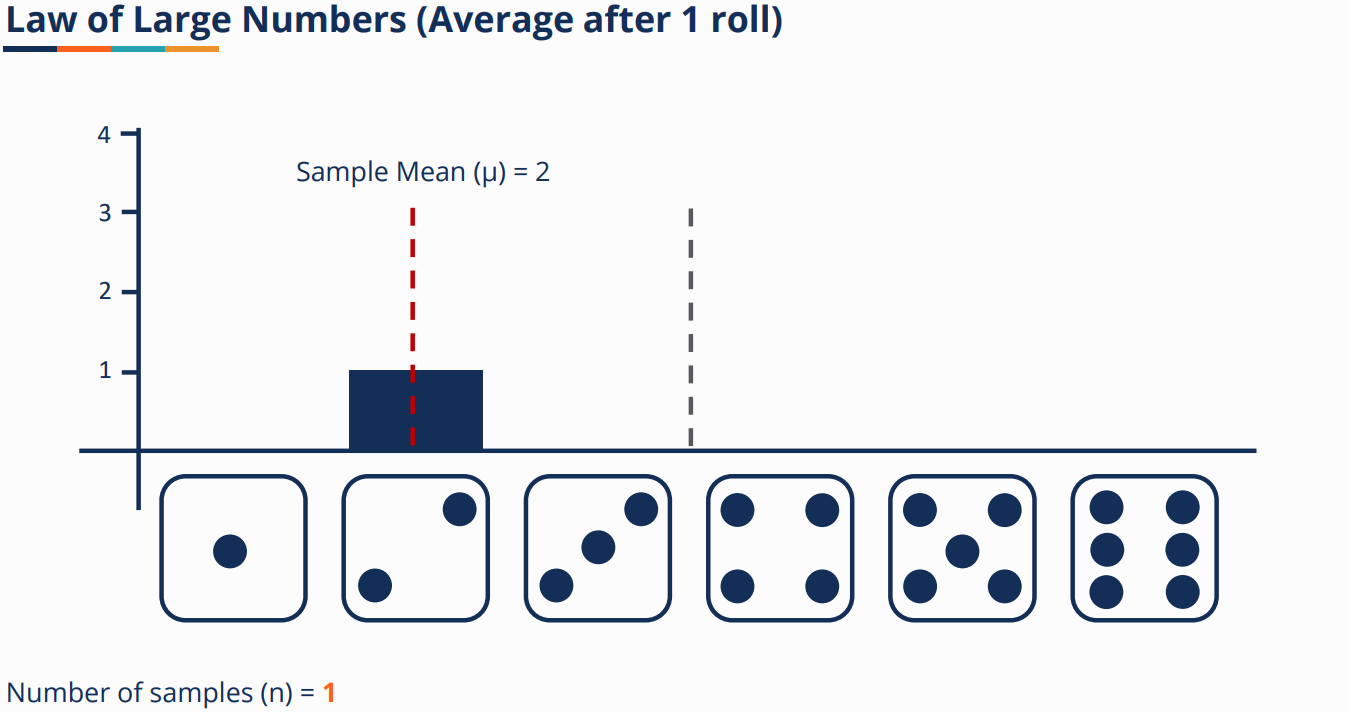 Law of Large Numbers (Average after 1 roll)
4
Sample Mean (μ) = 2
3
2
1
Number of samples (n) = 1